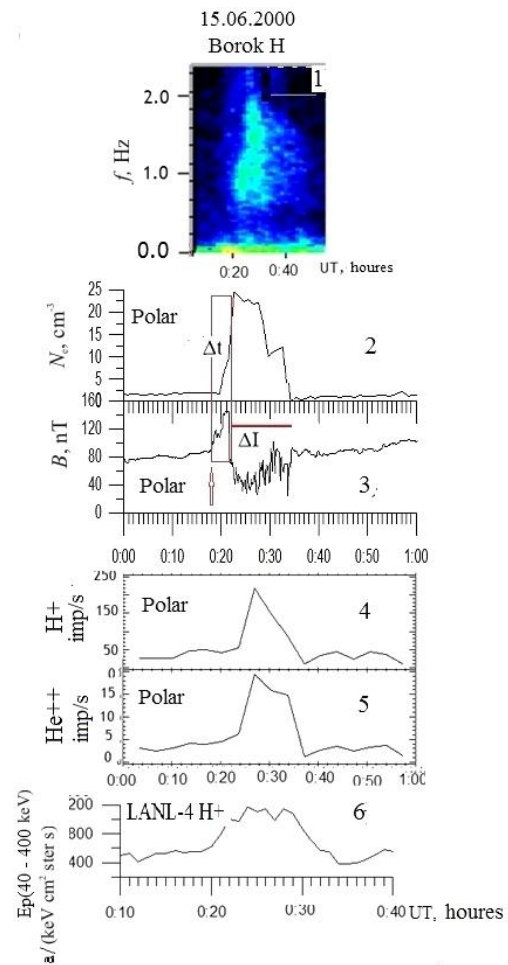 15.06.2000
Borok H
1
2.0
1.0
0.0
f, Hz
0:20 0:40 UT, houres
25
20
15
10
5
Nₑ, cm⁻³
Polar
Δt
2
160
120
80
40
0
B, nT
ΔI
Polar
3
0:00 0:10 0:20 0:30 0:40 0:50 1:00
250
150
50
H+
imp/s
Polar
4
15
5
0
He++
imp/s
Polar
5
0:00 0:10 0:20 0:30 0:40 0:50 1:00
200
800
400
Ep(40 - 400 keV)
a/(keV cm² ster s)
LANL-4 H+
6
0:10 0:20 0:30 0:40 UT, houres